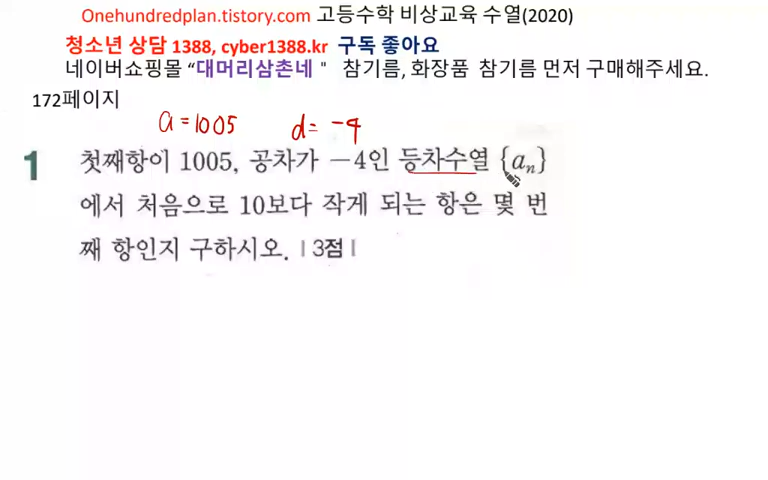 Onehundredplan.tistory.com 고등수학 비상교육 수열(2020)
청소년 상담 1388, cyber1388.kr 구독 좋아요
네이버쇼핑몰 “대머리삼촌네 " 참기름, 화장품 참기름 먼저 구매해주세요.
172페이지
a=1005 d= -4
1 첫째항이 1005, 공차가 -4인 등차수열 {aₙ}
에서 처음으로 10보다 작게 되는 항은 몇 번
째 항인지 구하시오. | 3점 |